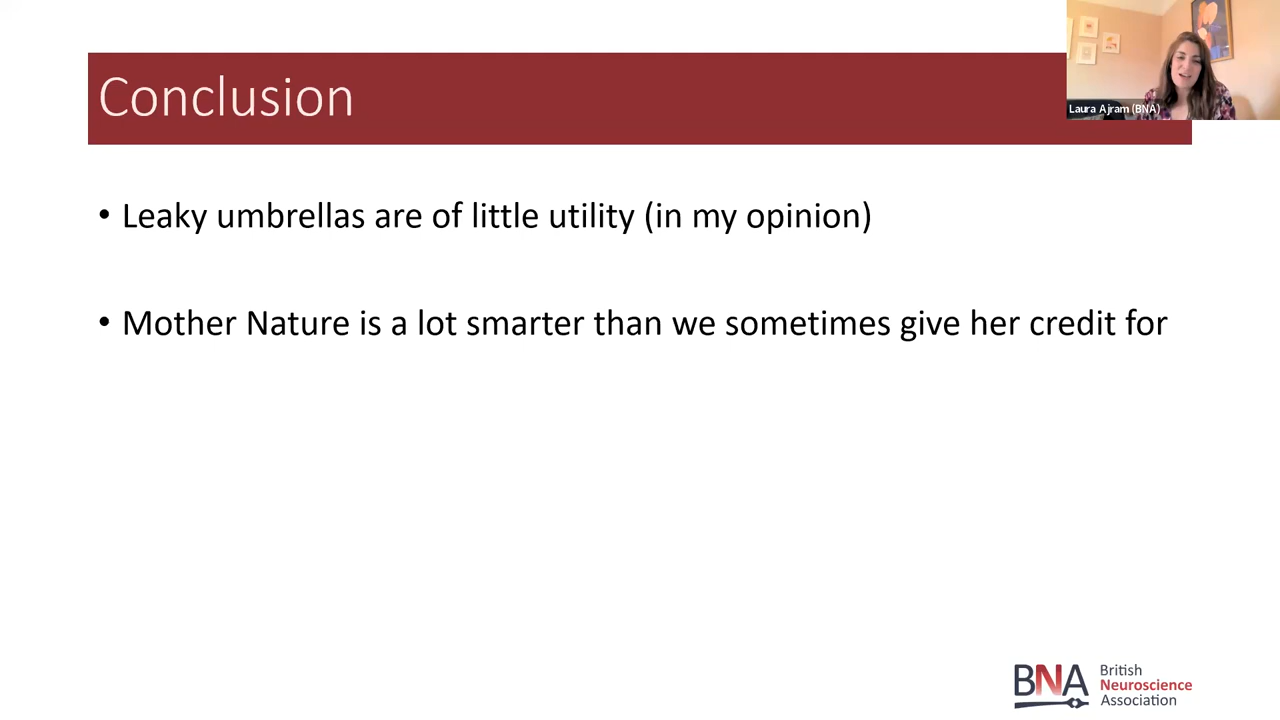 Conclusion
Laura Ajram (BNA)
• Leaky umbrellas are of little utility (in my opinion)
• Mother Nature is a lot smarter than we sometimes give her credit for
BNA
British
Neuroscience
Association